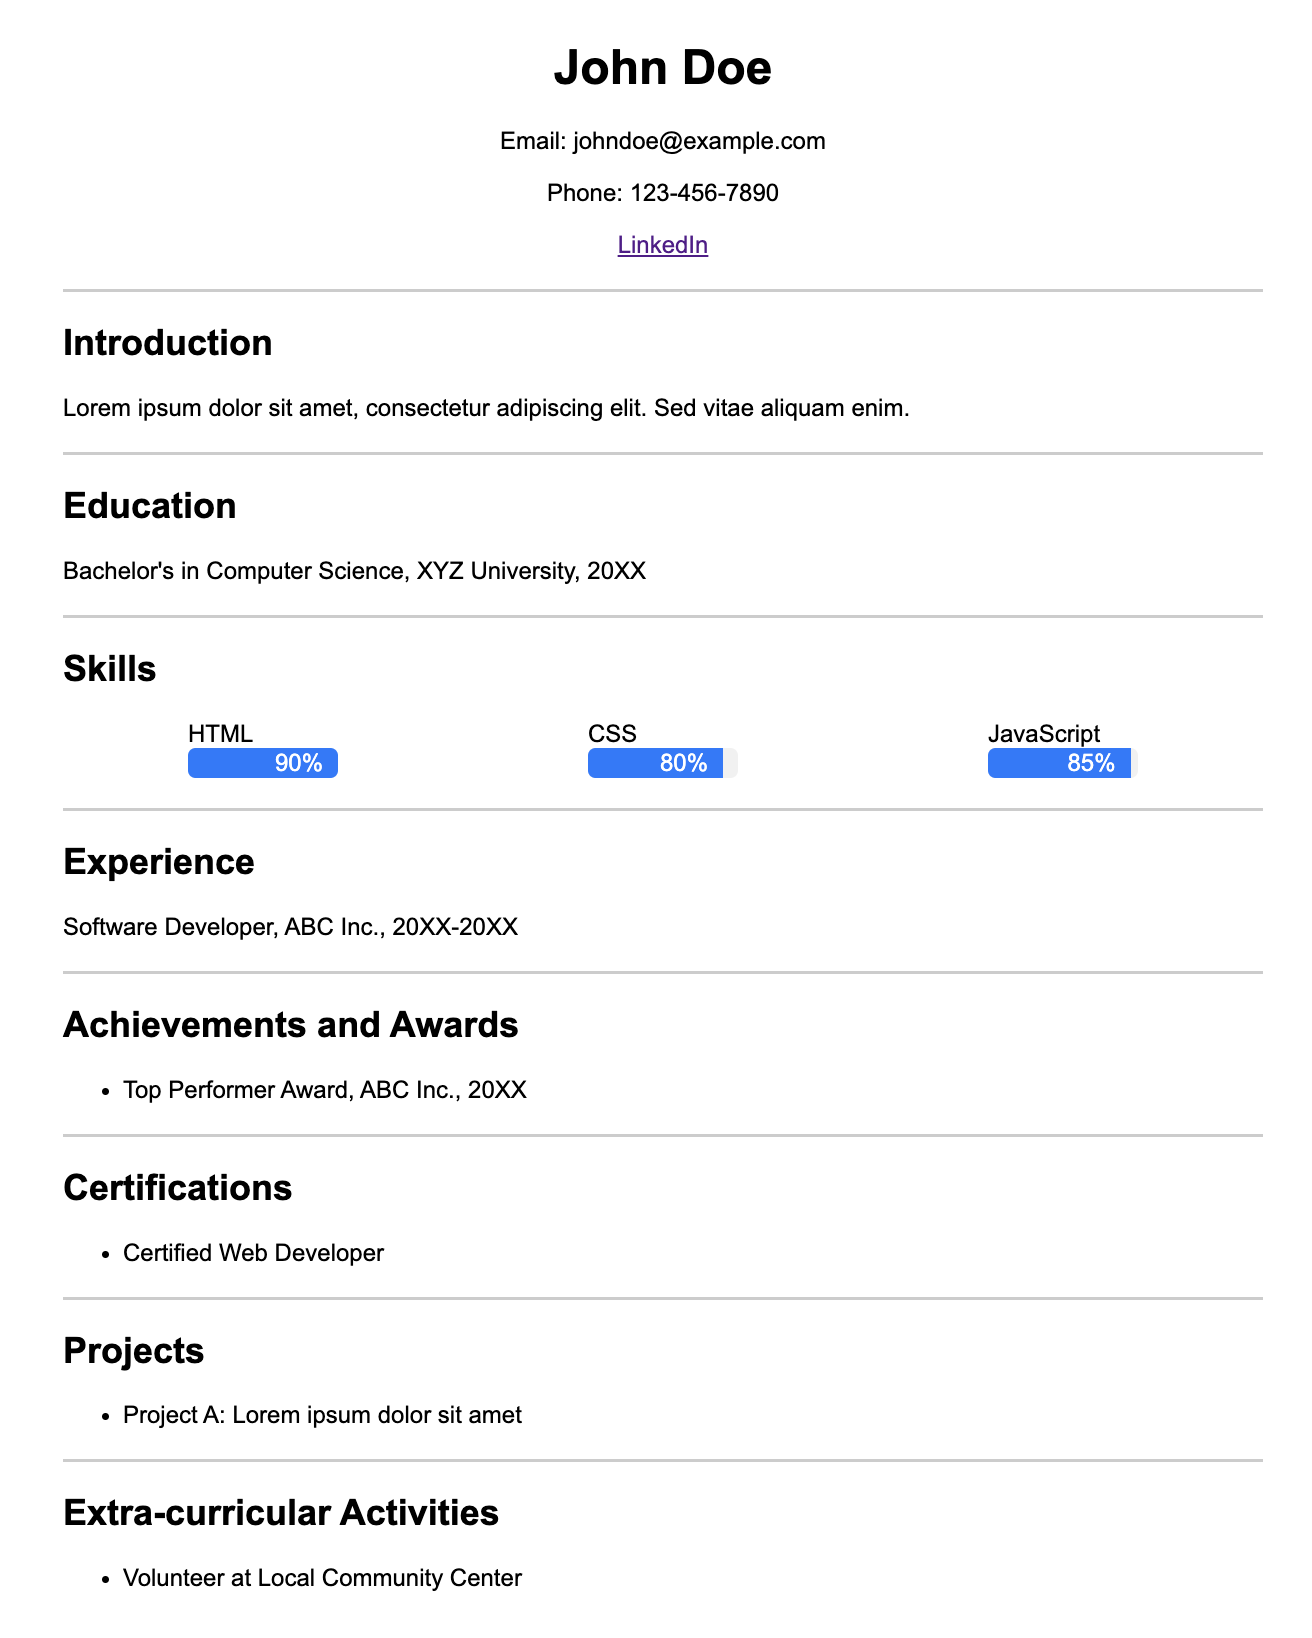 John Doe
Email: johndoe@example.com
Phone: 123-456-7890
LinkedIn
Introduction
Lorem ipsum dolor sit amet, consectetur adipiscing elit. Sed vitae aliquam enim.
Education
Bachelor's in Computer Science, XYZ University, 20XX
Skills
HTML CSS JavaScript
90% 80% 85%
Experience
Software Developer, ABC Inc., 20XX-20XX
Achievements and Awards
• Top Performer Award, ABC Inc., 20XX
Certifications
• Certified Web Developer
Projects
• Project A: Lorem ipsum dolor sit amet
Extra-curricular Activities
• Volunteer at Local Community Center